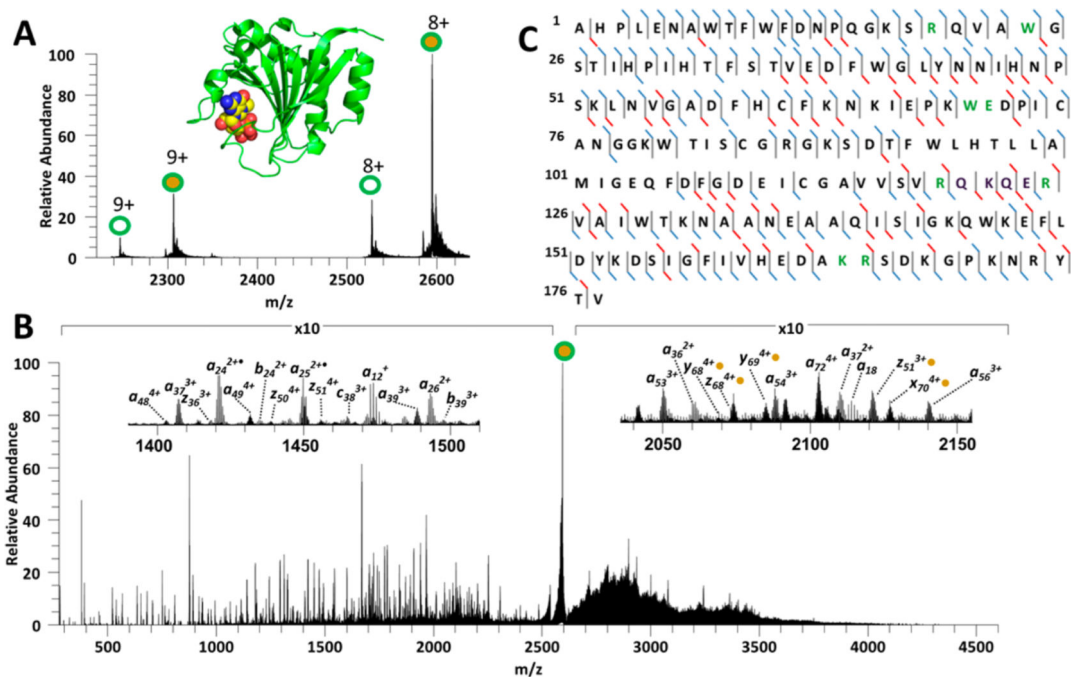 A
Relative Abundance
100
80
60
40
20
0
9+
9+
8+
8+
2300
2400
2500
2600
m/z
C
1 A H P L E N A W T F W F D N P Q G K S R Q V A W G
26 S T I H P I H T F S T V E D F W G L Y N N I H N P
51 S K L N V G A D F H C F K N K I E P K W E D P I C
76 A N G G K W T I S C G R G K S D T F W L H T L L A
101 M I G E Q F D F G D E I C G A V V S V R Q K Q E R
126 V A I W T K N A A N E A A Q I S I G K Q W K E F L
151 D Y K D S I G F I V H E D A K R S D K G P K N R Y
176 T V
B
x10
x10
Relative Abundance
100
80
60
40
20
0
a48 4+
a37 3+
z36 3+
a24 2+•
a49 4+
b24 2+
z50 4+
a25 2+•
z51 4+
c38 3+
a12 +
a39 3+
a26 2+
b39 3+
1400
1450
1500
a53 3+
a36 2+
y68 4+
z68 4+
y69 4+
a54 3+
a72 4+
a37 2+
a18
z51 3+
x70 4+
a56 3+
2050
2100
2150
500
1000
1500
2000
2500
3000
3500
4000
4500
m/z